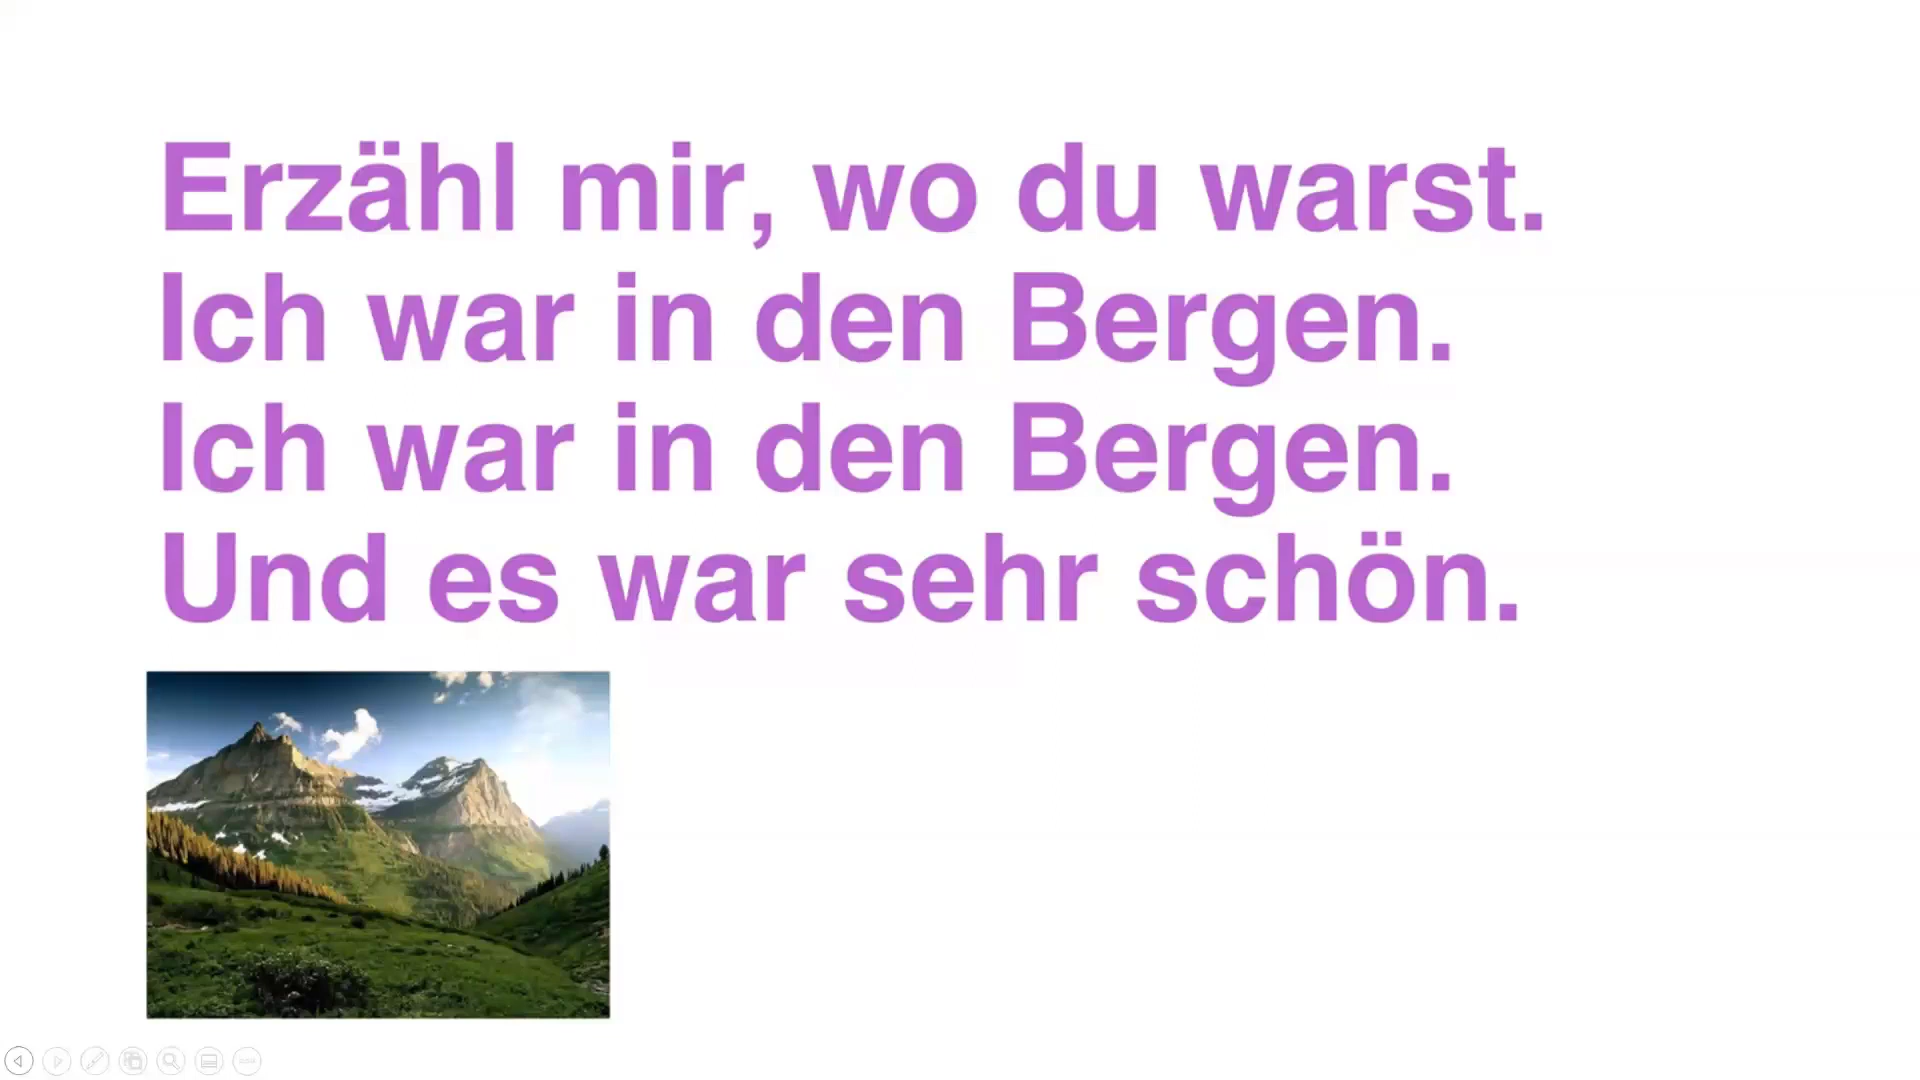 Erzähl mir, wo du warst.
Ich war in den Bergen.
Ich war in den Bergen.
Und es war sehr schön.